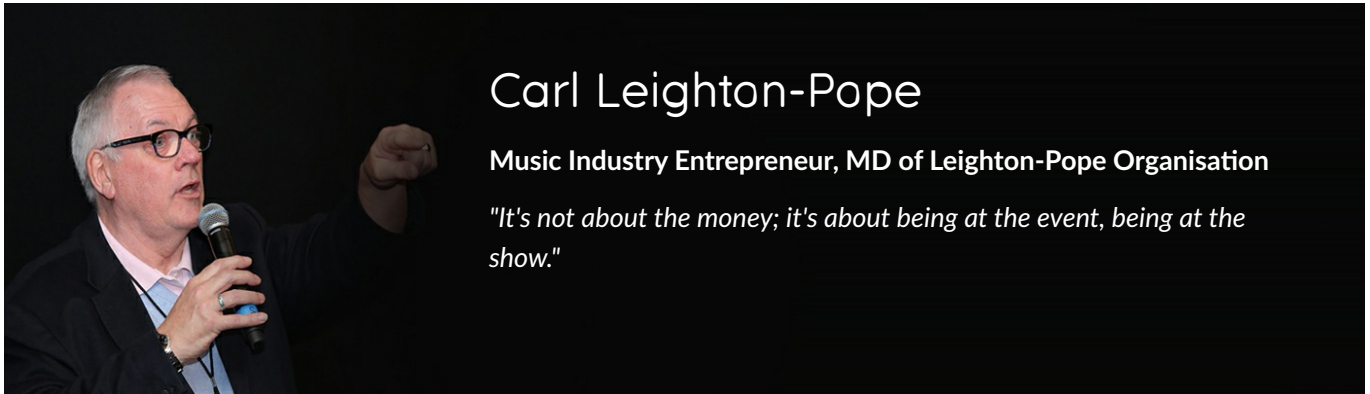 Carl Leighton-Pope
Music Industry Entrepreneur, MD of Leighton-Pope Organisation
"It's not about the money; it's about being at the event, being at the
show."